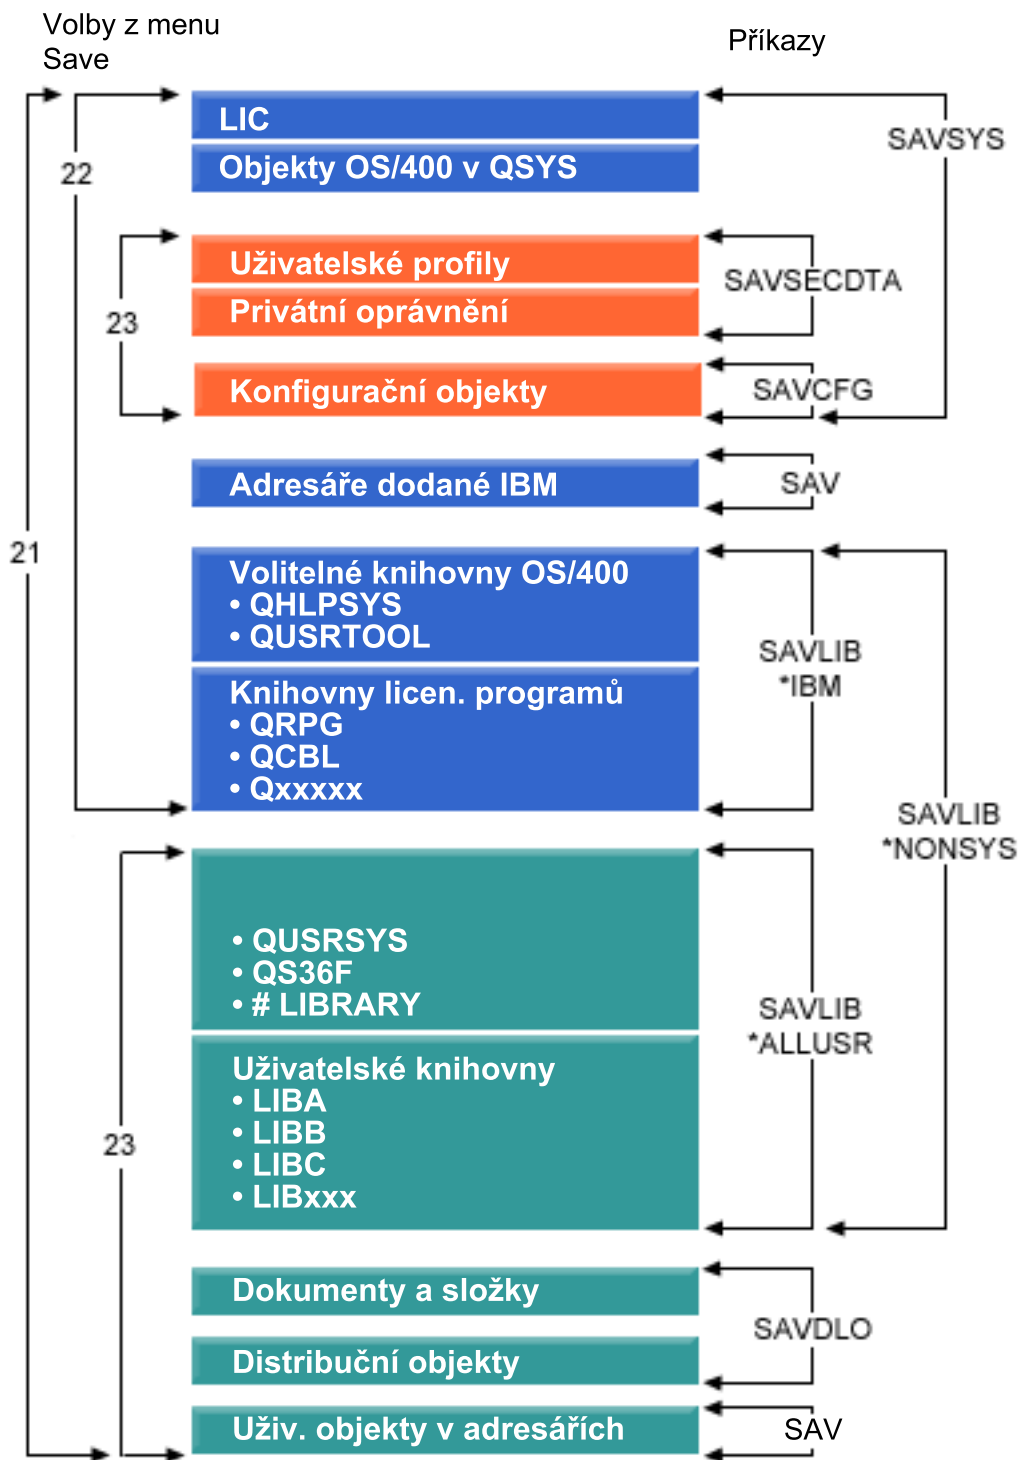 Volby z menu
Save
Příkazy
LIC
Objekty OS/400 v QSYS
SAVSYS
22
Uživatelské profily
Privátní oprávnění
SAVSECDTA
23
Konfigurační objekty
SAVCFG
Adresáře dodané IBM
SAV
21
Volitelné knihovny OS/400
• QHLPSYS
• QUSRTOOL
Knihovny licen. programů
• QRPG
• QCBL
• Qxxxxx
SAVLIB
*IBM
SAVLIB
*NONSYS
• QUSRSYS
• QS36F
• # LIBRARY
Uživatelské knihovny
• LIBA
• LIBB
• LIBC
• LIBxxx
SAVLIB
*ALLUSR
23
Dokumenty a složky
Distribuční objekty
SAVDLO
Uživ. objekty v adresářích
SAV